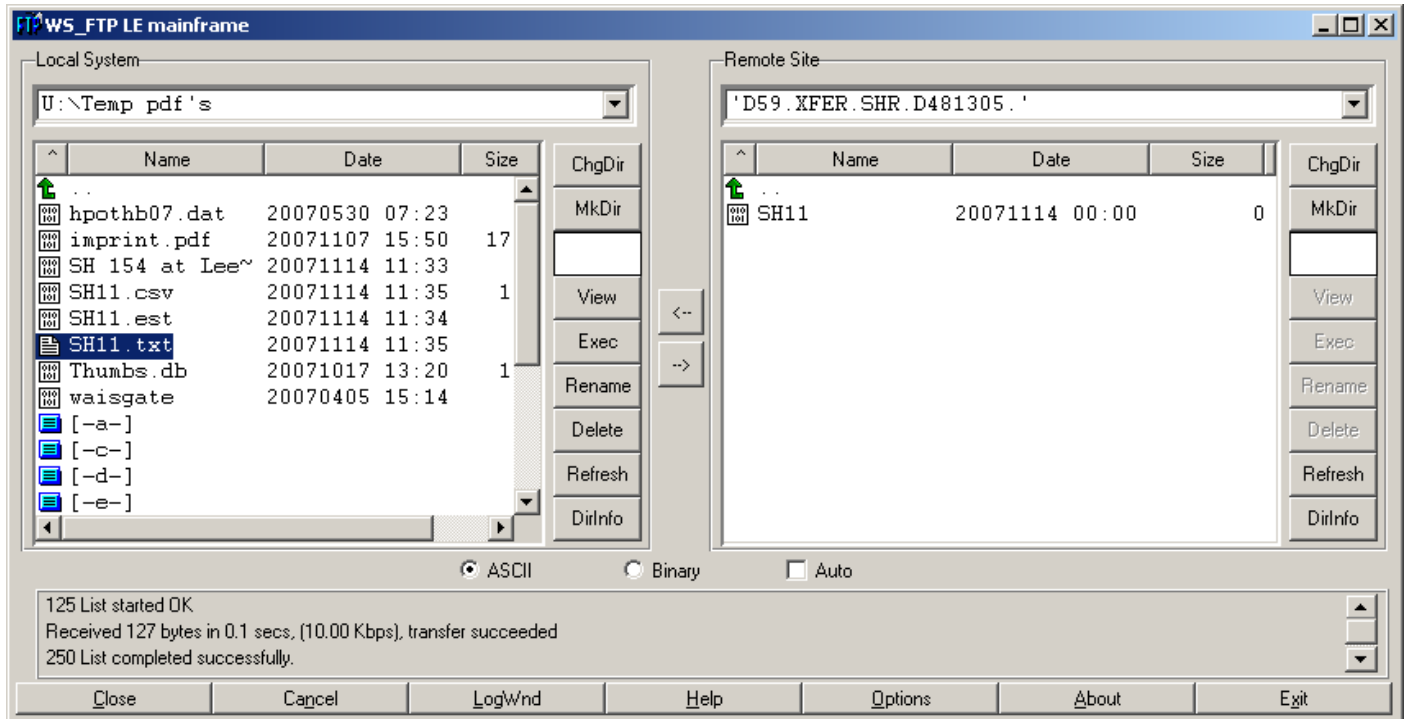 WS_FTP LE mainframe
Local System
U:\Temp pdf's
^ Name Date Size
..
hpothb07.dat 20070530 07:23
imprint.pdf 20071107 15:50 17
SH 154 at Lee~ 20071114 11:33
SH11.csv 20071114 11:35 1
SH11.est 20071114 11:34
SH11.txt 20071114 11:35
Thumbs.db 20071017 13:20 1
waisgate 20070405 15:14
[-a-]
[-c-]
[-d-]
[-e-]
ChgDir
MkDir
View
Exec
Rename
Delete
Refresh
DirInfo
<--
-->
Remote Site
'D59.XFER.SHR.D481305.'
^ Name Date Size
..
SH11 20071114 00:00 0
ChgDir
MkDir
View
Exec
Rename
Delete
Refresh
DirInfo
ASCII Binary Auto
125 List started OK
Received 127 bytes in 0.1 secs, (10.00 Kbps), transfer succeeded
250 List completed successfully.
Close Cancel LogWnd Help Options About Exit